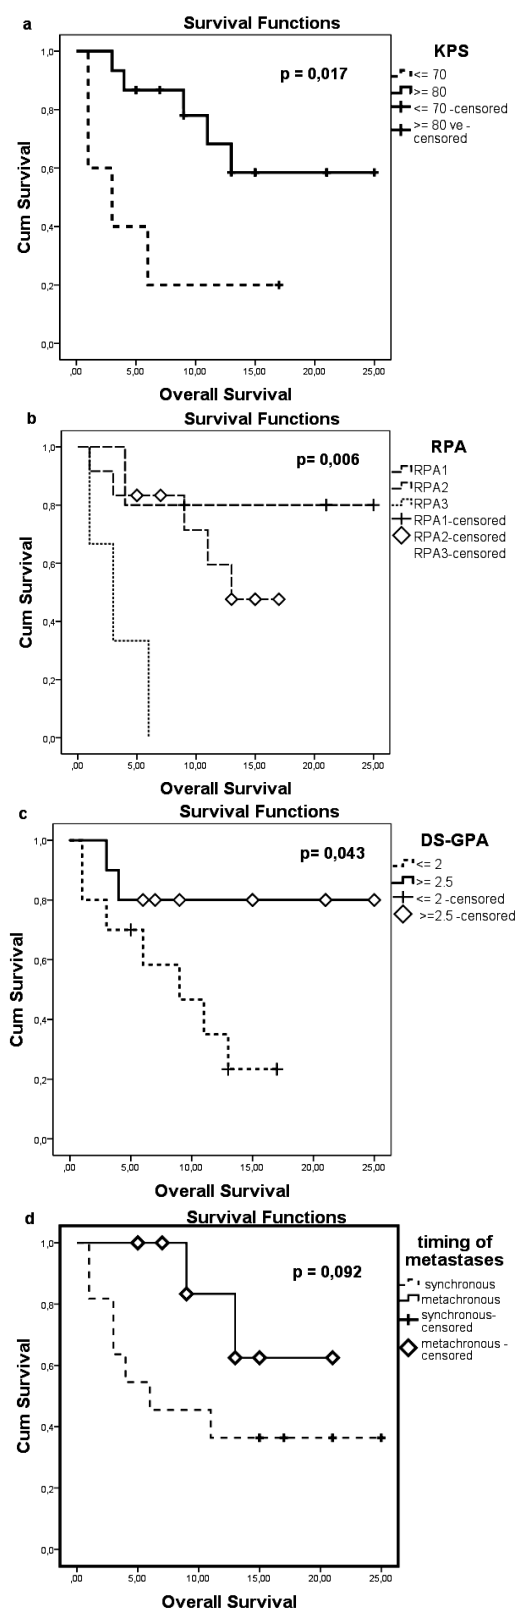 a
Survival Functions
KPS
p = 0,017
<= 70
>= 80
<= 70 -censored
>= 80 ve -
censored
Cum Survival
1,0
0,8
0,6
0,4
0,2
0,0
,00 5,00 10,00 15,00 20,00 25,00
Overall Survival
b
Survival Functions
RPA
p= 0,006
RPA1
RPA2
RPA3
RPA1-censored
RPA2-censored
RPA3-censored
Cum Survival
1,0
0,8
0,6
0,4
0,2
0,0
,00 5,00 10,00 15,00 20,00 25,00
Overall Survival
c
Survival Functions
DS-GPA
p= 0,043
<= 2
>= 2.5
<= 2 -censored
>=2.5 -censored
Cum Survival
1,0
0,8
0,6
0,4
0,2
0,0
,00 5,00 10,00 15,00 20,00 25,00
Overall Survival
d
Survival Functions
timing of
metastases
p = 0,092
synchronous
metachronous
synchronous-
censored
metachronous -
censored
Cum Survival
1,0
0,8
0,6
0,4
0,2
0,0
,00 5,00 10,00 15,00 20,00 25,00
Overall Survival